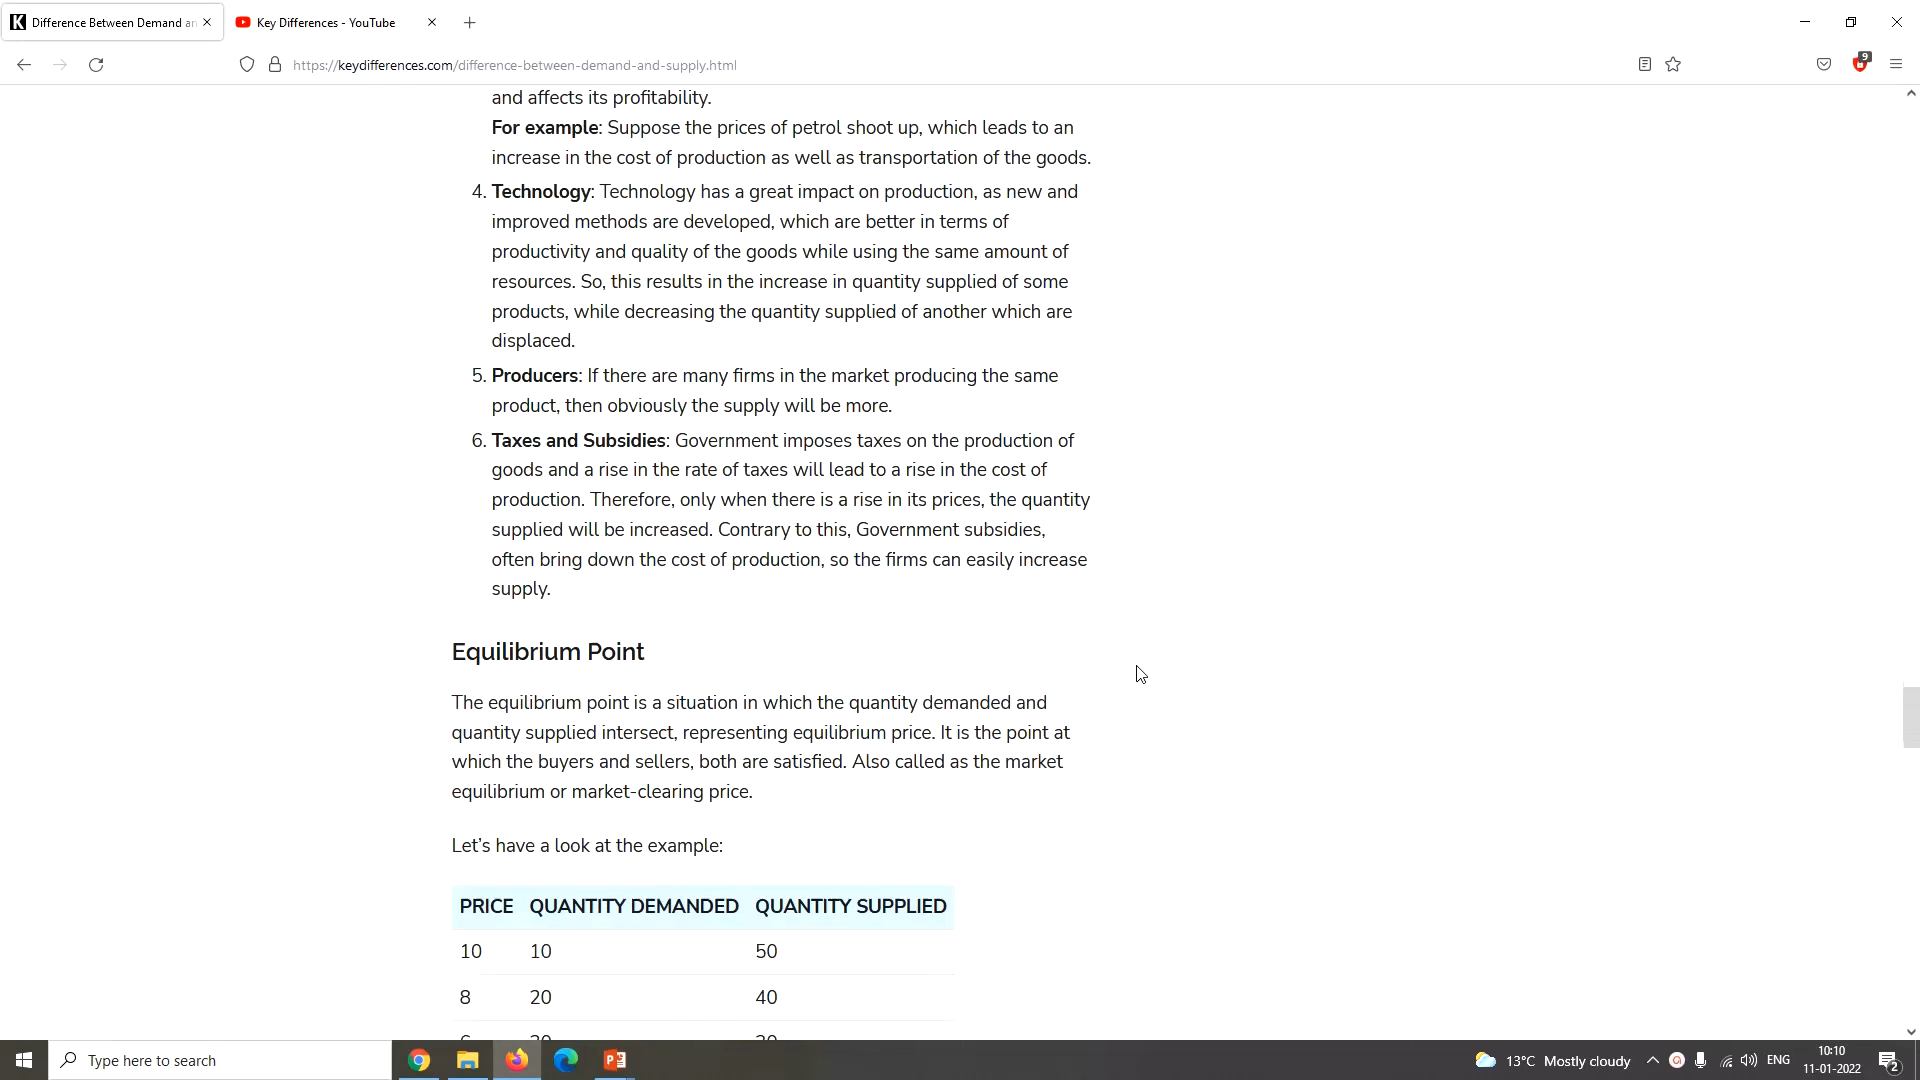 Difference Between Demand an
Key Differences - YouTube
https://keydifferences.com/difference-between-demand-and-supply.html
9
and affects its profitability.
For example: Suppose the prices of petrol shoot up, which leads to an
increase in the cost of production as well as transportation of the goods.
4. Technology: Technology has a great impact on production, as new and
improved methods are developed, which are better in terms of
productivity and quality of the goods while using the same amount of
resources. So, this results in the increase in quantity supplied of some
products, while decreasing the quantity supplied of another which are
displaced.
5. Producers: If there are many firms in the market producing the same
product, then obviously the supply will be more.
6. Taxes and Subsidies: Government imposes taxes on the production of
goods and a rise in the rate of taxes will lead to a rise in the cost of
production. Therefore, only when there is a rise in its prices, the quantity
supplied will be increased. Contrary to this, Government subsidies,
often bring down the cost of production, so the firms can easily increase
supply.
Equilibrium Point
The equilibrium point is a situation in which the quantity demanded and
quantity supplied intersect, representing equilibrium price. It is the point at
which the buyers and sellers, both are satisfied. Also called as the market
equilibrium or market-clearing price.
Let's have a look at the example:
PRICE QUANTITY DEMANDED QUANTITY SUPPLIED
10 10 50
8 20 40
Type here to search
13°C Mostly cloudy
ENG
10:10
11-01-2022
2